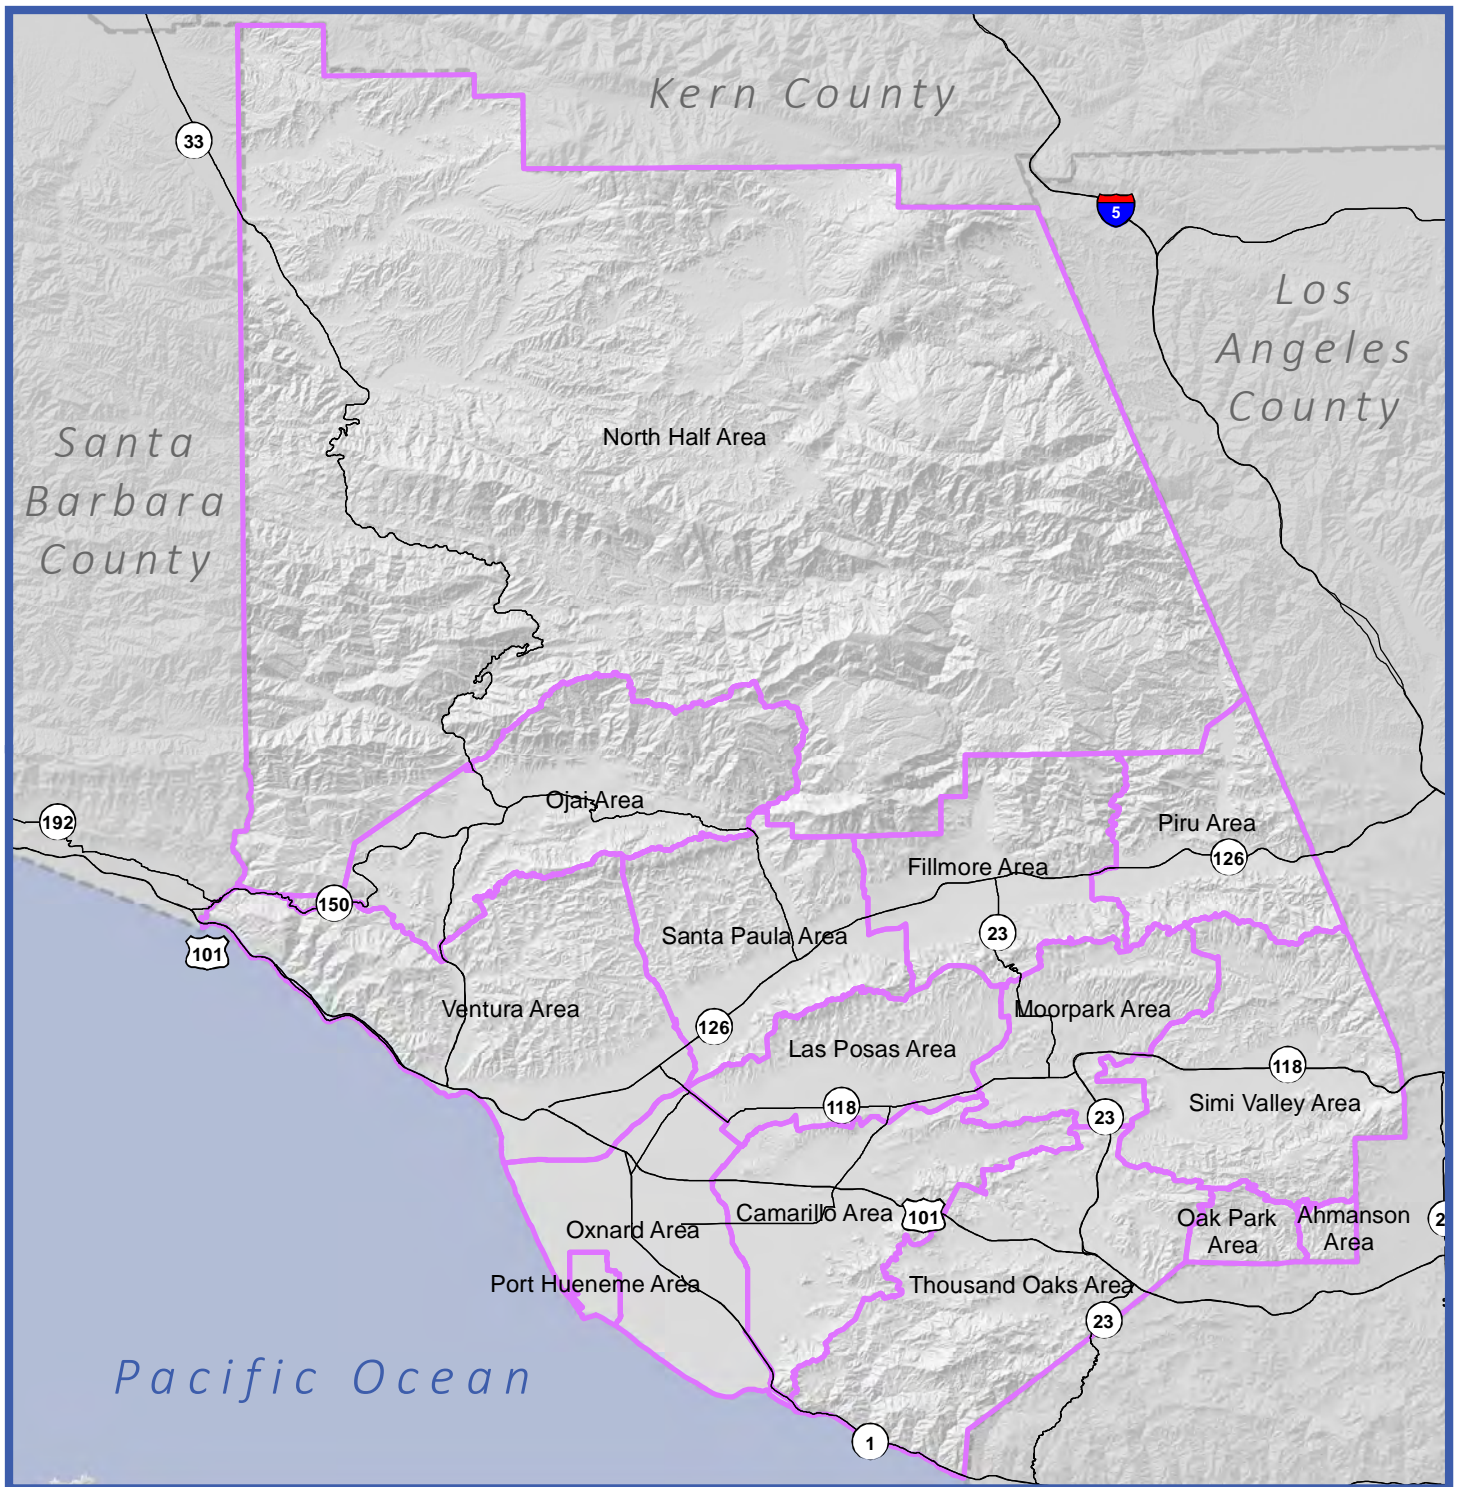 Kern County
33
5
Los
Angeles
County
North Half Area
Santa
Barbara
County
Ojai Area
192
Piru Area
126
Fillmore Area
150
23
Santa Paula Area
101
Ventura Area
Moorpark Area
126
Las Posas Area
118
118
Simi Valley Area
23
Camarillo Area
101
Oak Park
Area
Ahmanson
Area
2
Oxnard Area
Port Hueneme Area
Thousand Oaks Area
23
Pacific Ocean
1